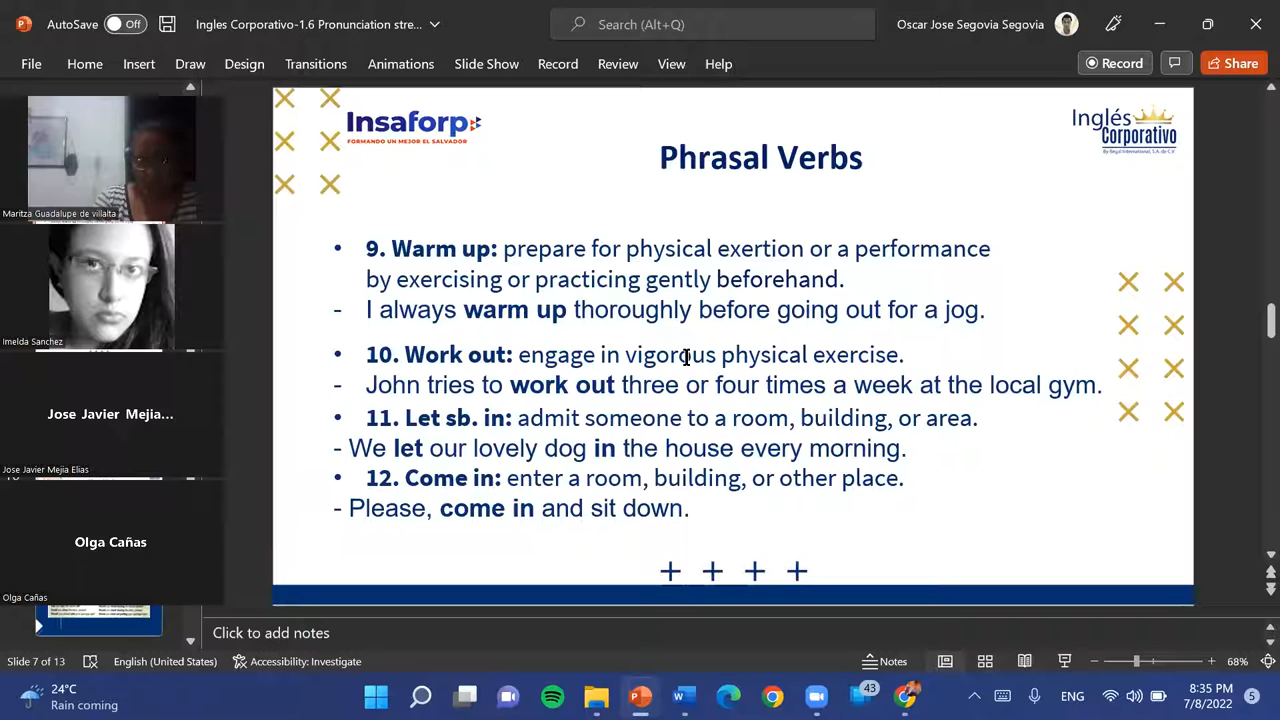 AutoSave Off Ingles Corporativo-1.6 Pronunciation stre... Search (Alt+Q) Oscar Jose Segovia Segovia
File Home Insert Draw Design Transitions Animations Slide Show Record Review View Help Record Share
Maritza Guadalupe de villalta
Imelda Sanchez
Jose Javier Mejia...
Jose Javier Mejia Elias
Olga Cañas
Olga Cañas
Insaforp
FORMANDO UN MEJOR EL SALVADOR
Inglés
Corporativo
By Regal International, S.A. de C.V.
Phrasal Verbs
• 9. Warm up: prepare for physical exertion or a performance
by exercising or practicing gently beforehand.
- I always warm up thoroughly before going out for a jog.
• 10. Work out: engage in vigorous physical exercise.
- John tries to work out three or four times a week at the local gym.
• 11. Let sb. in: admit someone to a room, building, or area.
- We let our lovely dog in the house every morning.
• 12. Come in: enter a room, building, or other place.
- Please, come in and sit down.
+ + + +
Click to add notes
Slide 7 of 13 English (United States) Accessibility: Investigate Notes 68%
24°C
Rain coming
43
ENG
8:35 PM
7/8/2022
5